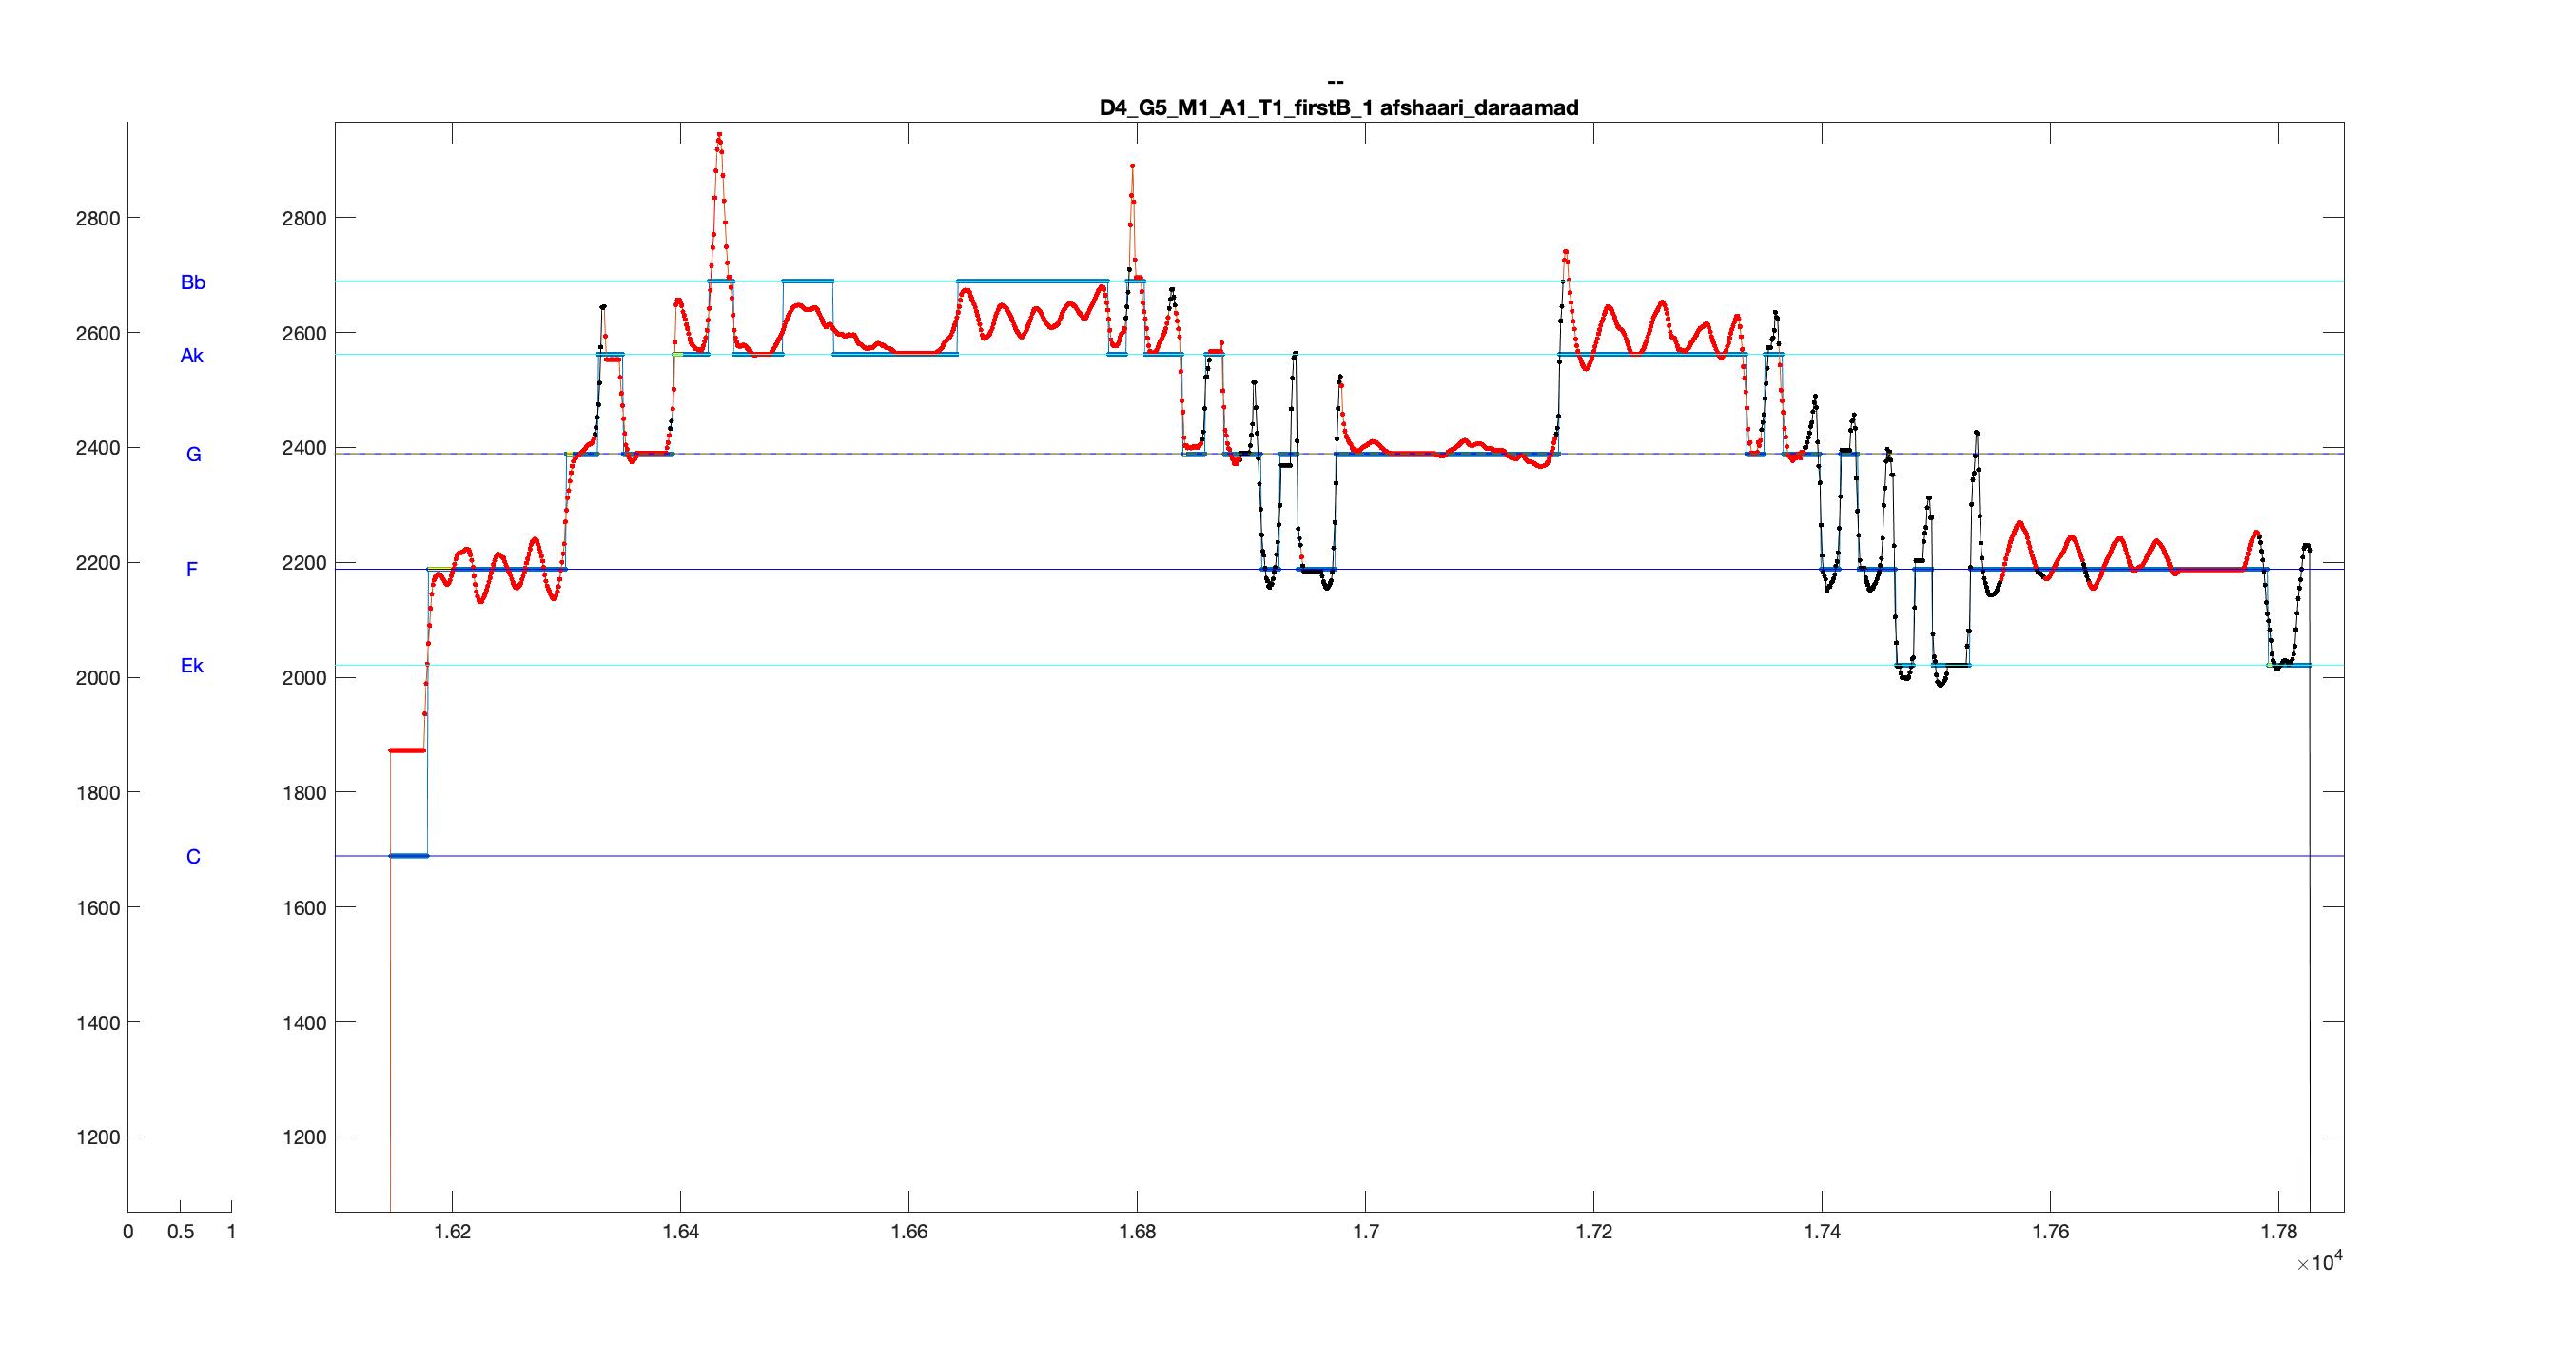 --
D4_G5_M1_A1_T1_firstB_1 afshaari_daraamad
2800 2800
Bb
2600 2600
Ak
G
2400 2400
F
2200 2200
Ek
2000 2000
1800 1800
C
1600 1600
1400 1400
1200 1200
0 0.5 1 1.62 1.64 1.66 1.68 1.7 1.72 1.74 1.76 1.78
×10⁴